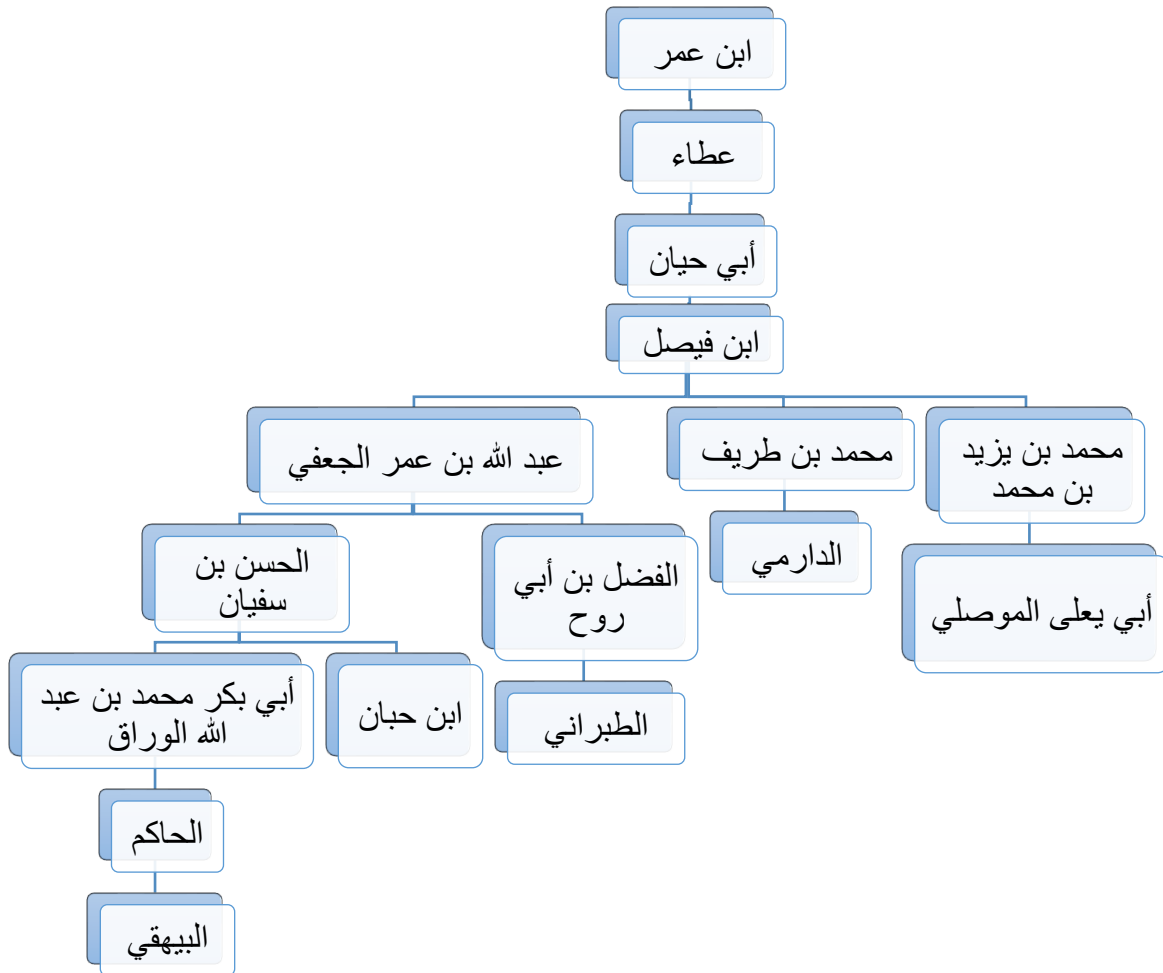 ابن عمر
عطاء
أبي حيان
ابن فيصل
محمد بن يزيد
بن محمد
محمد بن طريف
عبد الله بن عمر الجعفي
أبي يعلى الموصلي
الدارمي
الفضل بن أبي
روح
الحسن بن
سفيان
الطبراني
ابن حبان
أبي بكر محمد بن عبد
الله الوراق
الحاكم
البيهقي